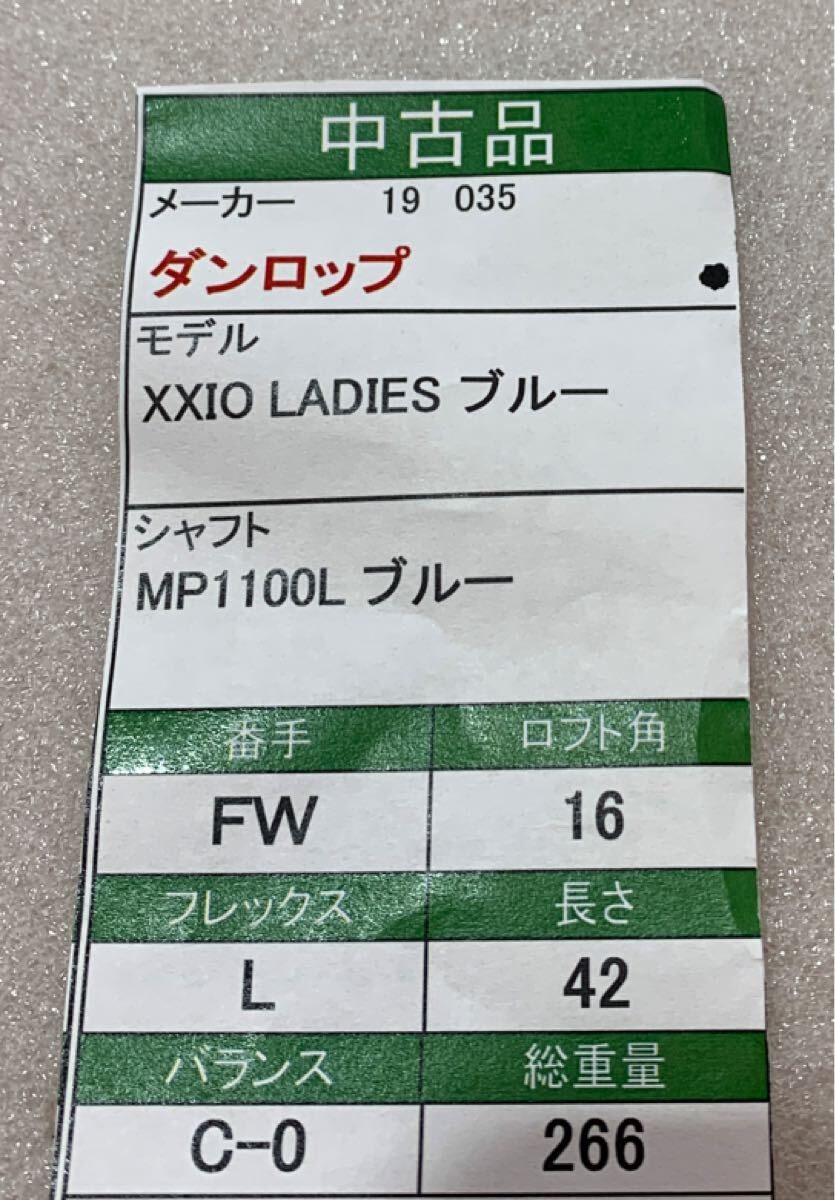 中古品
メーカー 19 035
ダンロップ
モデル
XXIO LADIES ブルー
シャフト
MP1100L ブルー
番手 ロフト角
FW 16
フレックス 長さ
L 42
バランス 総重量
C-0 266